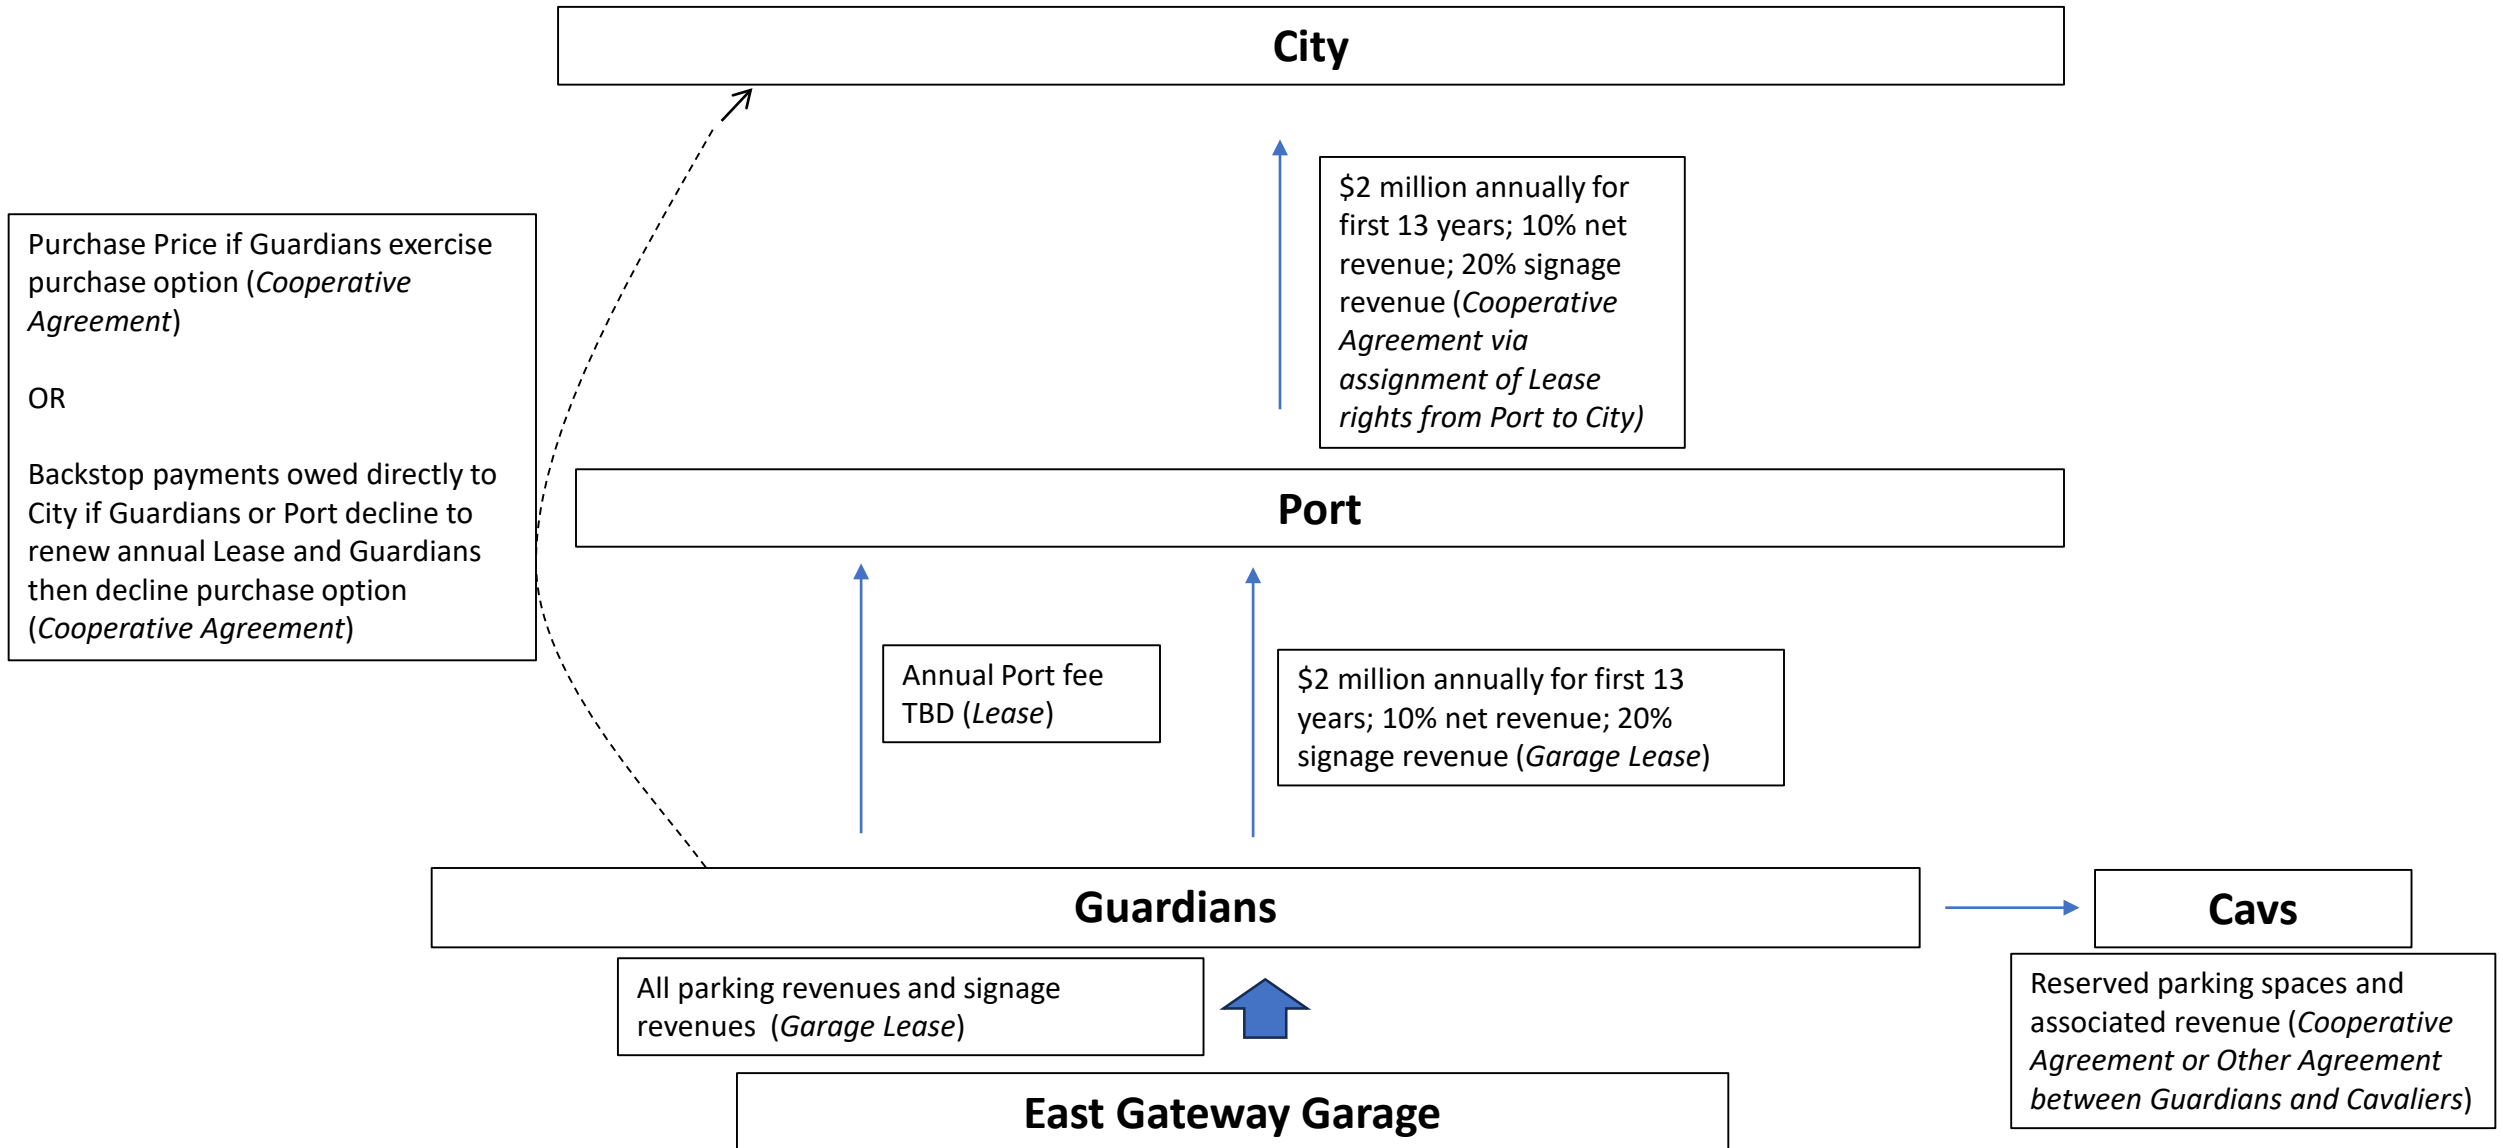 City
$2 million annually for
first 13 years; 10% net
revenue; 20% signage
revenue (Cooperative
Agreement via
assignment of Lease
rights from Port to City)
Purchase Price if Guardians exercise
purchase option (Cooperative
Agreement)
OR
Backstop payments owed directly to
City if Guardians or Port decline to
renew annual Lease and Guardians
then decline purchase option
(Cooperative Agreement)
Port
Annual Port fee
TBD (Lease)
$2 million annually for first 13
years; 10% net revenue; 20%
signage revenue (Garage Lease)
Guardians
Cavs
All parking revenues and signage
revenues  (Garage Lease)
Reserved parking spaces and
associated revenue (Cooperative
Agreement or Other Agreement
between Guardians and Cavaliers)
East Gateway Garage